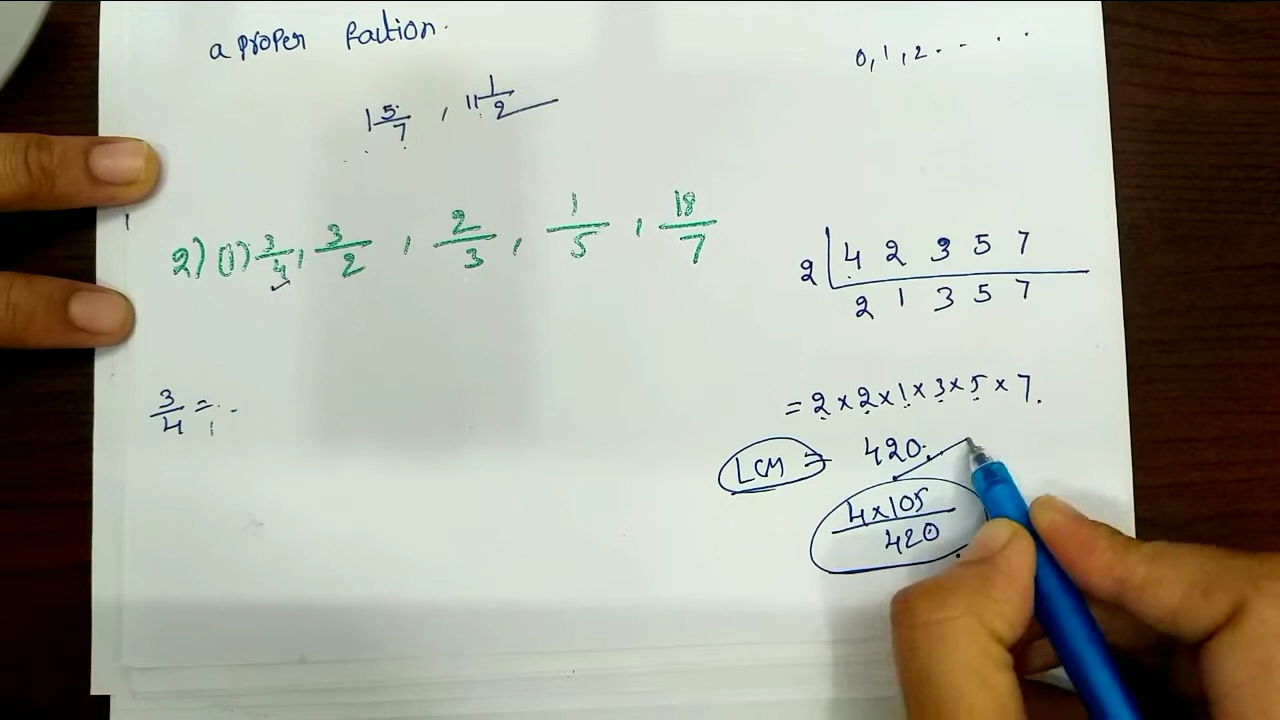 a proper faction.
0, 1, 2 - - . .
1 5/7 , 11 1/2
2) (i) 3/4, 3/2 , 2/3 , 1/5 , 18/7
2 | 4 2 3 5 7
2 1 3 5 7
3/4 =
= 2 × 2 × 1 × 3 × 5 × 7.
LCM ⇒ 420.
4×105
420